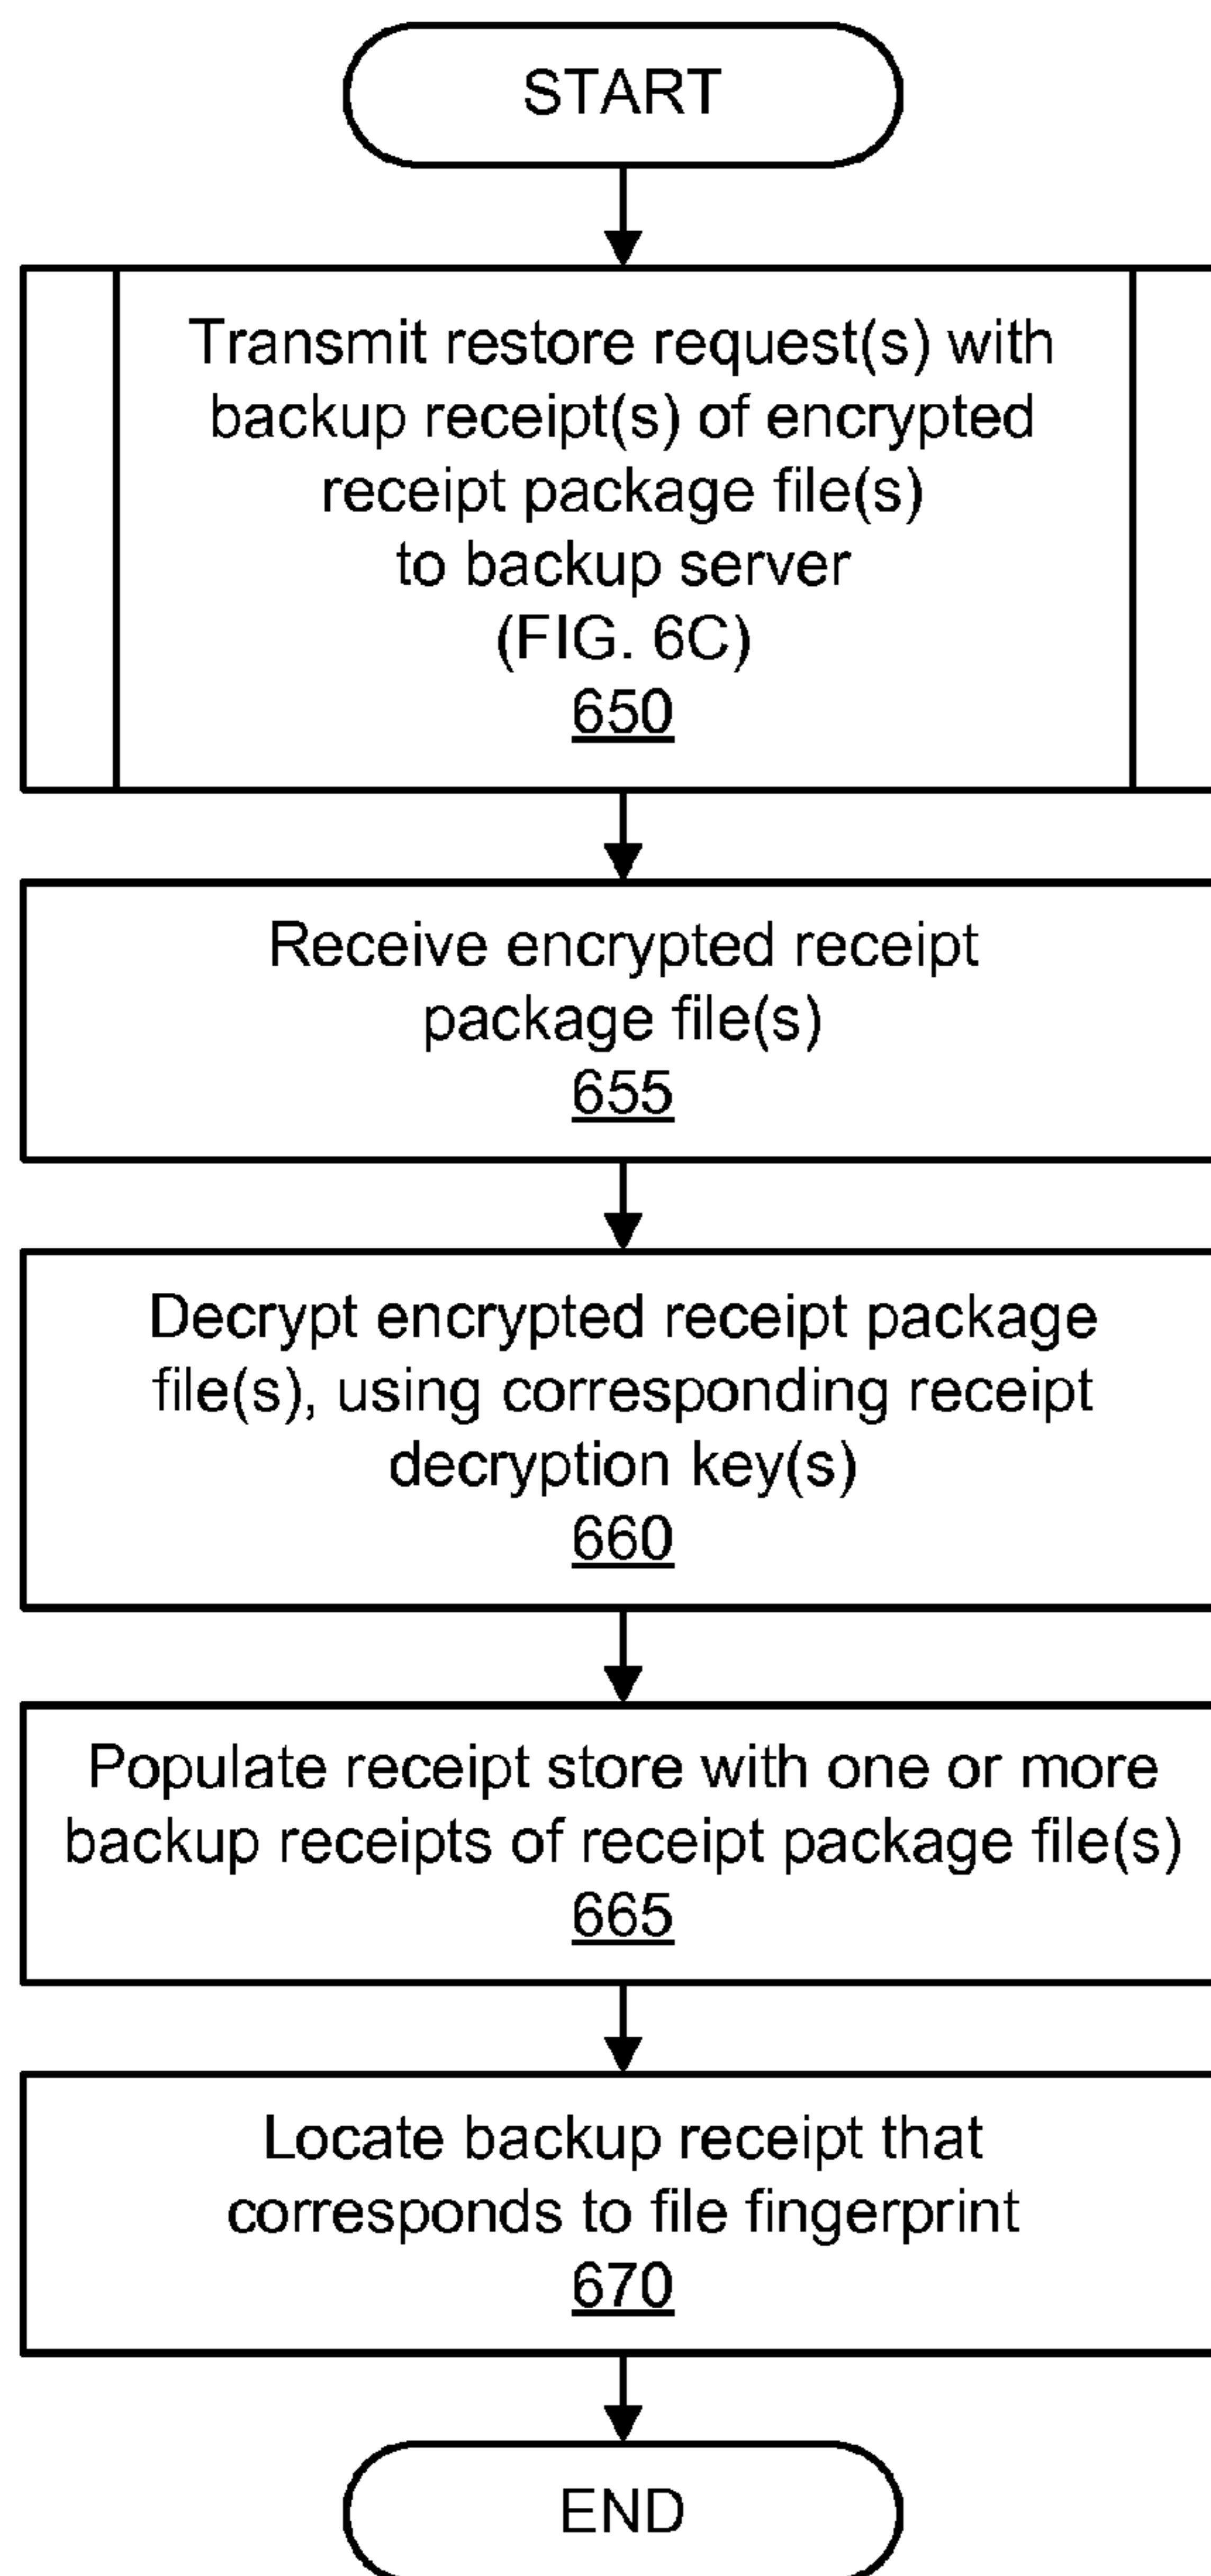 START
Transmit restore request(s) with
backup receipt(s) of encrypted
receipt package file(s)
to backup server
(FIG. 6C)
650
Receive encrypted receipt
package file(s)
655
Decrypt encrypted receipt package
file(s), using corresponding receipt
decryption key(s)
660
Populate receipt store with one or more
backup receipts of receipt package file(s)
665
Locate backup receipt that
corresponds to file fingerprint
670
END